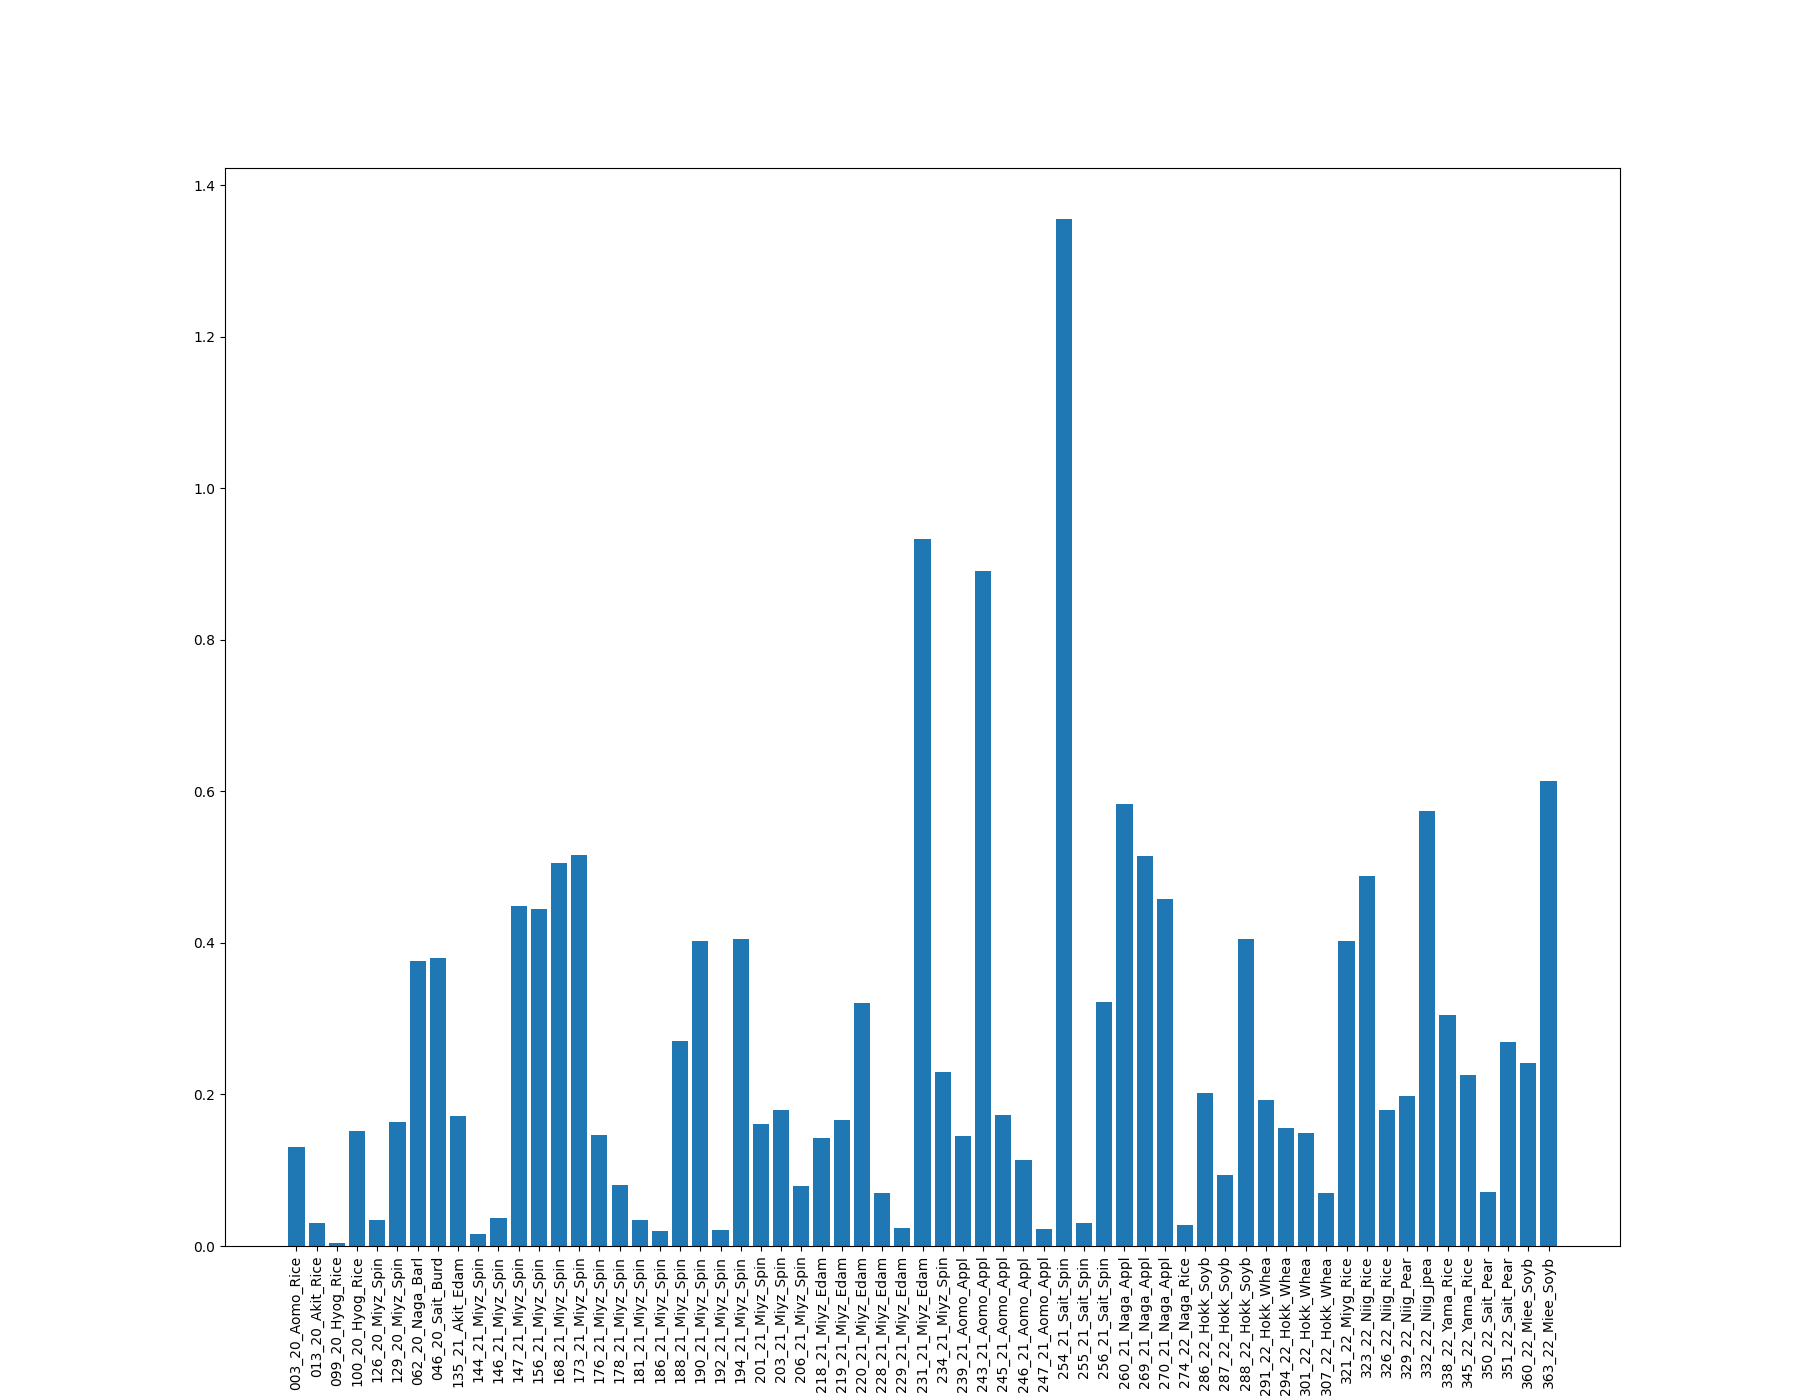 1.4
1.2
1.0
0.8
0.6
0.4
0.2
0.0
003_20_Aomo_Rice
013_20_Akit_Rice
099_20_Hyog_Rice
100_20_Hyog_Rice
126_20_Miyz_Spin
129_20_Miyz_Spin
062_20_Naga_Barl
046_20_Sait_Burd
135_21_Akit_Edam
144_21_Miyz_Spin
146_21_Miyz_Spin
147_21_Miyz_Spin
156_21_Miyz_Spin
168_21_Miyz_Spin
173_21_Miyz_Spin
176_21_Miyz_Spin
178_21_Miyz_Spin
181_21_Miyz_Spin
186_21_Miyz_Spin
188_21_Miyz_Spin
190_21_Miyz_Spin
192_21_Miyz_Spin
194_21_Miyz_Spin
201_21_Miyz_Spin
203_21_Miyz_Spin
206_21_Miyz_Spin
218_21_Miyz_Edam
219_21_Miyz_Edam
220_21_Miyz_Edam
228_21_Miyz_Edam
229_21_Miyz_Edam
231_21_Miyz_Edam
234_21_Miyz_Spin
239_21_Aomo_Appl
243_21_Aomo_Appl
245_21_Aomo_Appl
246_21_Aomo_Appl
247_21_Aomo_Appl
254_21_Sait_Spin
255_21_Sait_Spin
256_21_Sait_Spin
260_21_Naga_Appl
269_21_Naga_Appl
270_21_Naga_Appl
274_22_Naga_Rice
286_22_Hokk_Soyb
287_22_Hokk_Soyb
288_22_Hokk_Soyb
291_22_Hokk_Whea
294_22_Hokk_Whea
301_22_Hokk_Whea
307_22_Hokk_Whea
321_22_Miyg_Rice
323_22_Niig_Rice
326_22_Niig_Rice
329_22_Niig_Pear
332_22_Niig_jpea
338_22_Yama_Rice
345_22_Yama_Rice
350_22_Sait_Pear
351_22_Sait_Pear
360_22_Miee_Soyb
363_22_Miee_Soyb